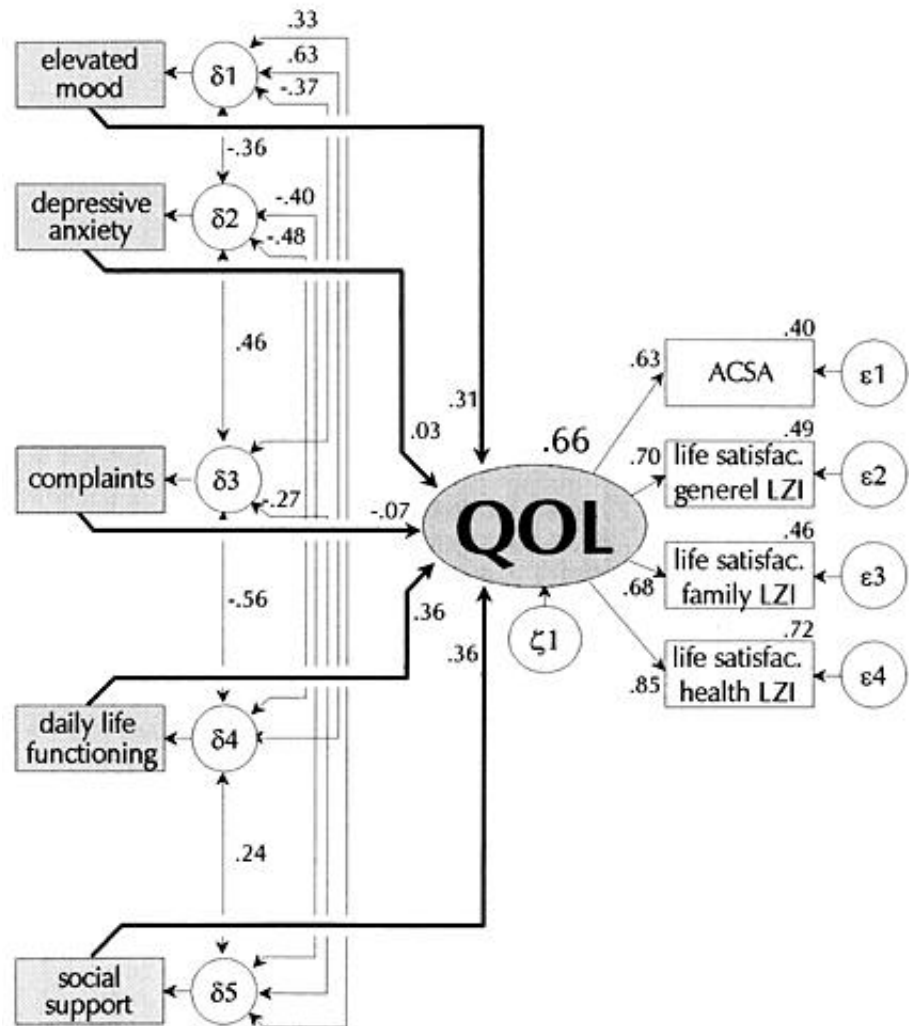 .33
elevated
mood
δ1
.63
-.37
-.36
depressive
anxiety
δ2
-.40
-.48
.46
.40
.63
ACSA
ε1
.31
.03
.66
.49
.70
life satisfac.
generel LZI
ε2
complaints
δ3
-.27
-.07
QOL
.46
life satisfac.
family LZI
.68
ε3
-.56
.36
ζ1
.36
.72
life satisfac.
health LZI
.85
ε4
daily life
functioning
δ4
.24
social
support
δ5